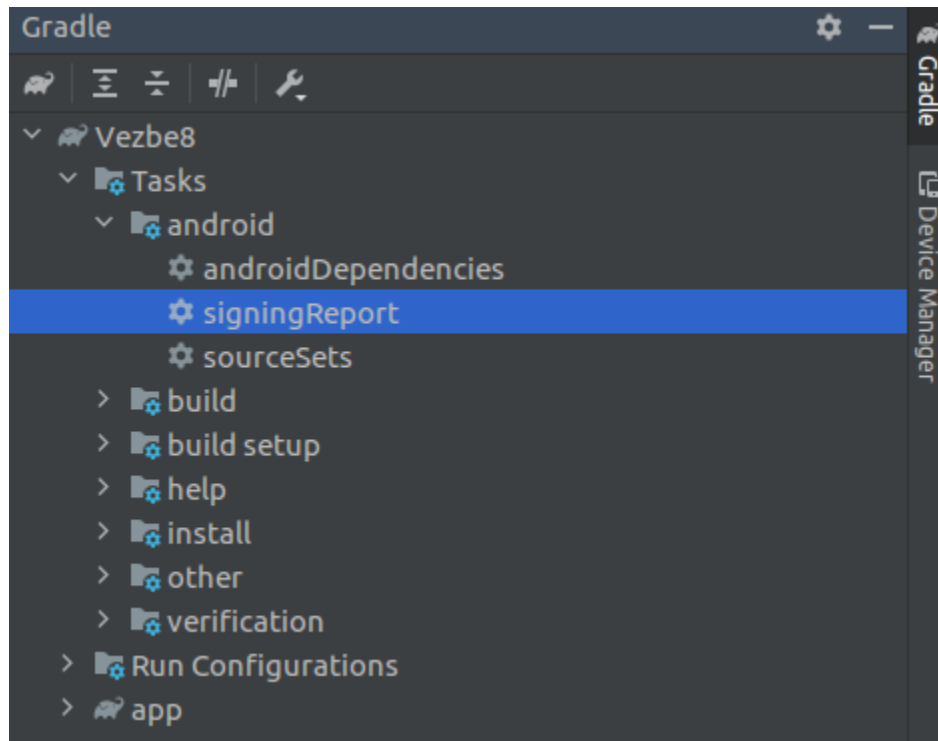 Gradle
Vezbe8
Tasks
android
androidDependencies
signingReport
sourceSets
build
build setup
help
install
other
verification
Run Configurations
app
Gradle
Device Manager